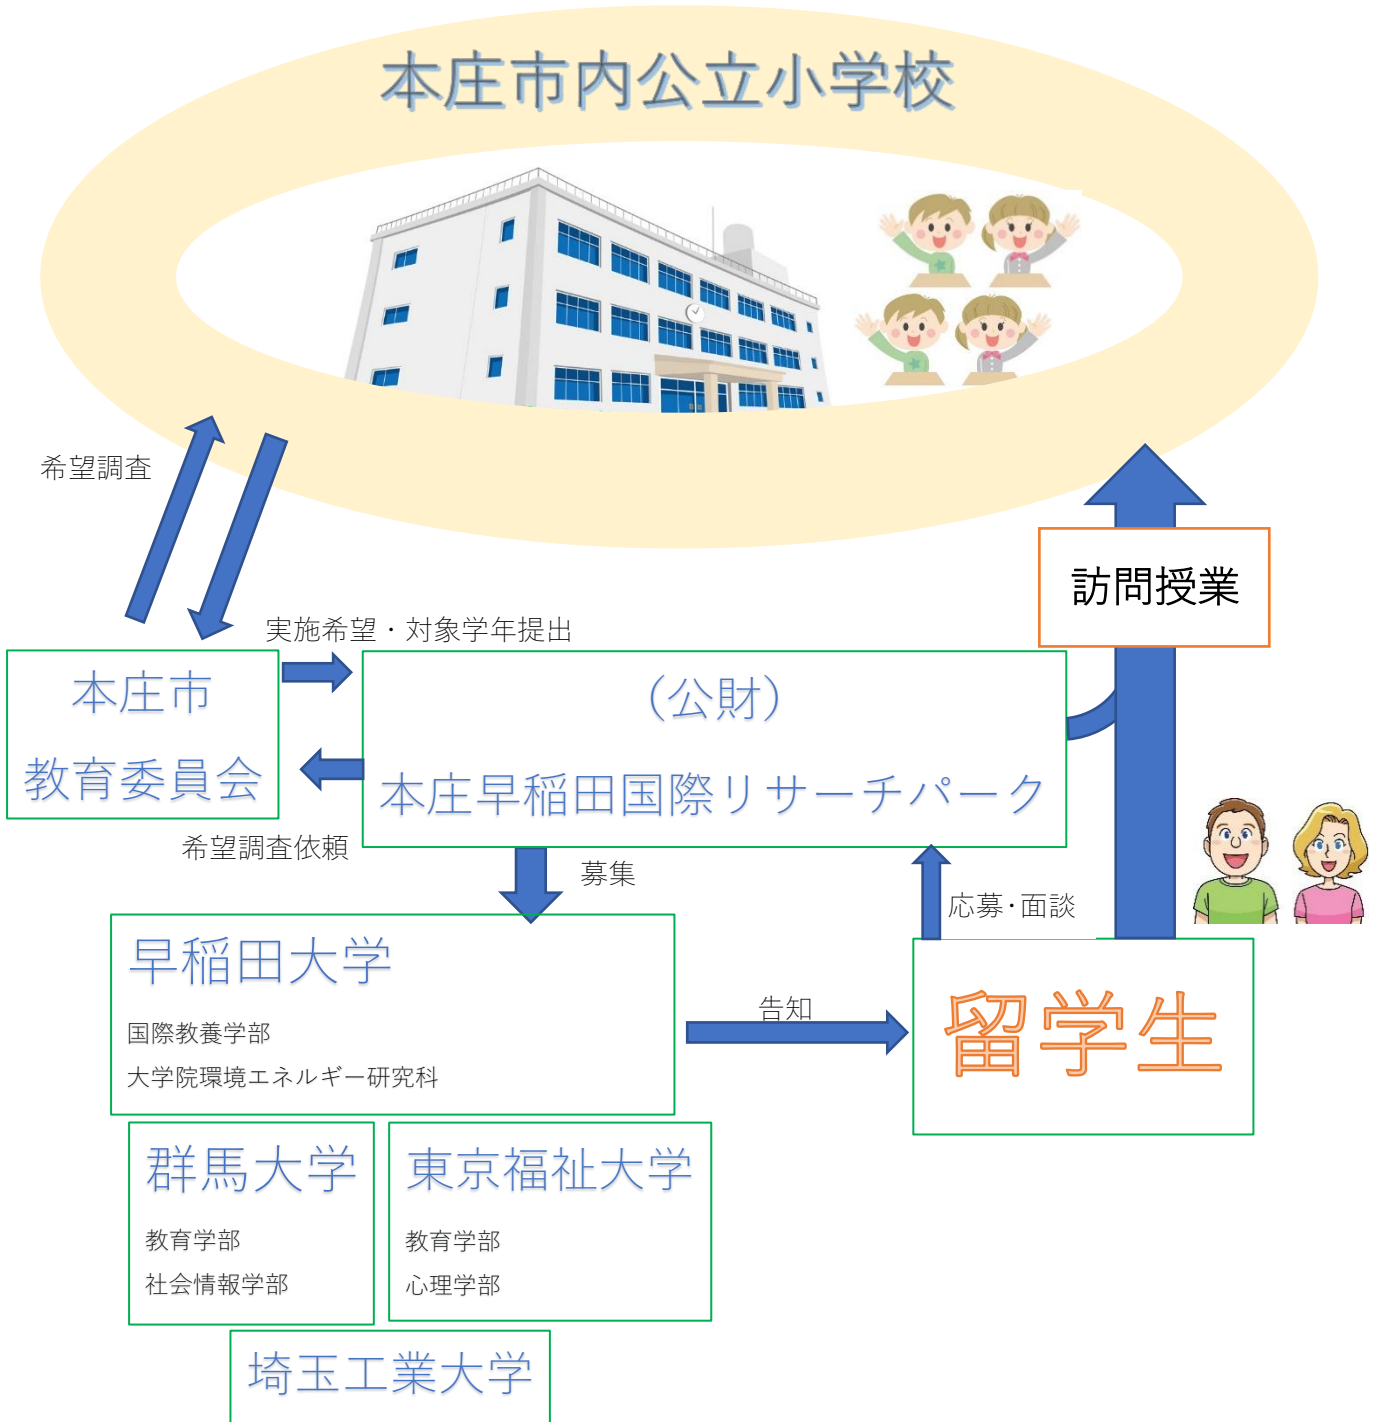 本庄市内公立小学校
希望調査
訪問授業
実施希望・対象学年提出
本庄市
教育委員会
（公財）
本庄早稲田国際リサーチパーク
希望調査依頼
募集
応募・面談
早稲田大学
国際教養学部
大学院環境エネルギー研究科
告知
留学生
群馬大学
教育学部
社会情報学部
東京福祉大学
教育学部
心理学部
埼玉工業大学